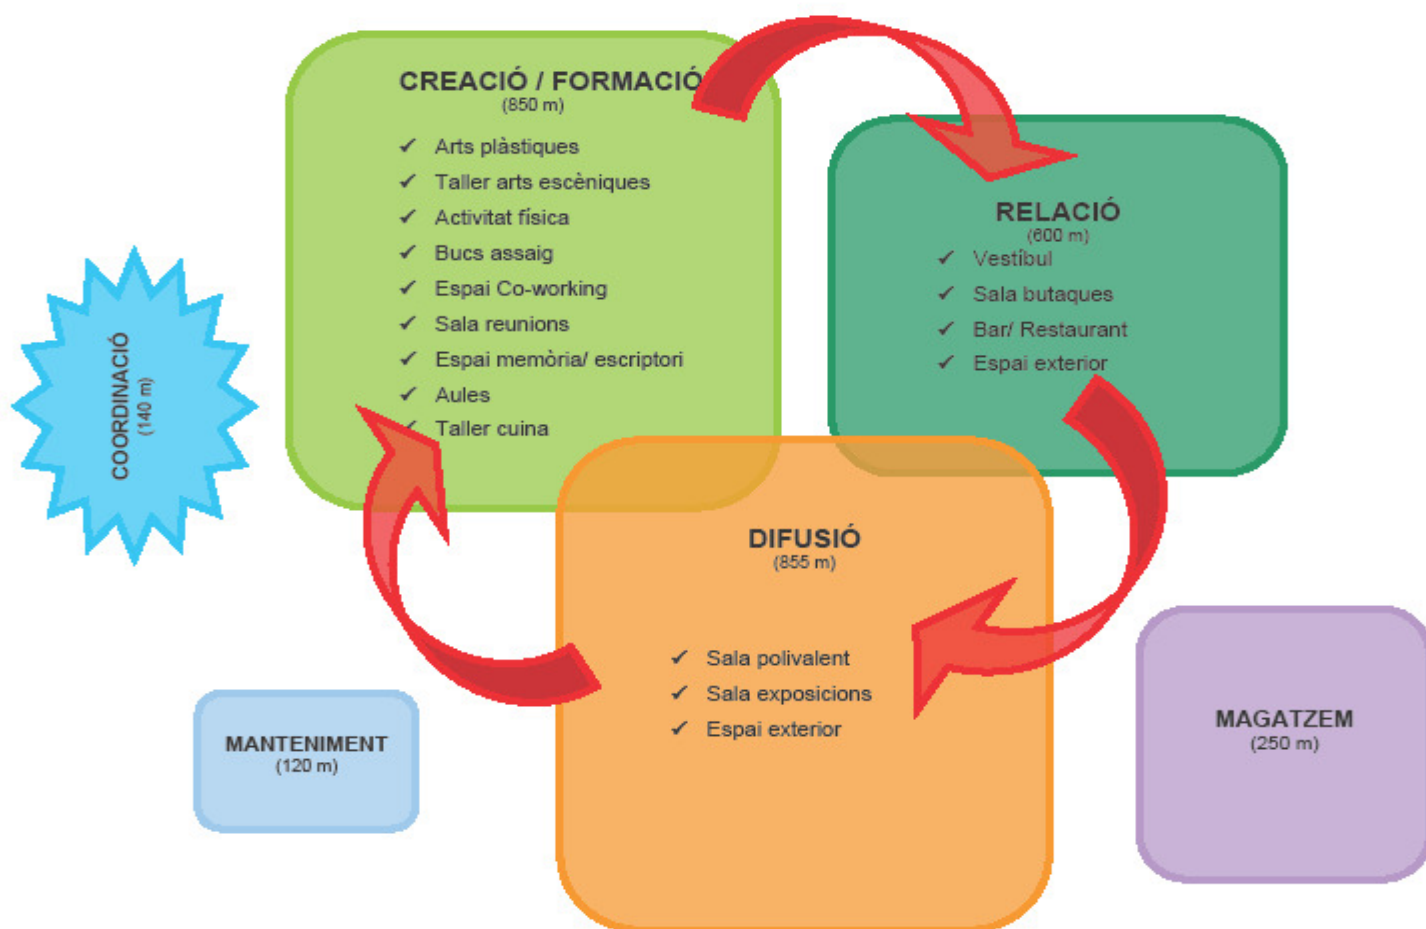 CREACIÓ / FORMACIÓ
(850 m)
✓ Arts plàstiques
✓ Taller arts escèniques
✓ Activitat física
✓ Bucs assaig
✓ Espai Co-working
✓ Sala reunions
✓ Espai memòria/ escriptori
✓ Aules
✓ Taller cuina
RELACIÓ
(600 m)
✓ Vestíbul
✓ Sala butaques
✓ Bar/ Restaurant
✓ Espai exterior
COORDINACIÓ
(140 m)
DIFUSIÓ
(855 m)
✓ Sala polivalent
✓ Sala exposicions
✓ Espai exterior
MANTENIMENT
(120 m)
MAGATZEM
(250 m)